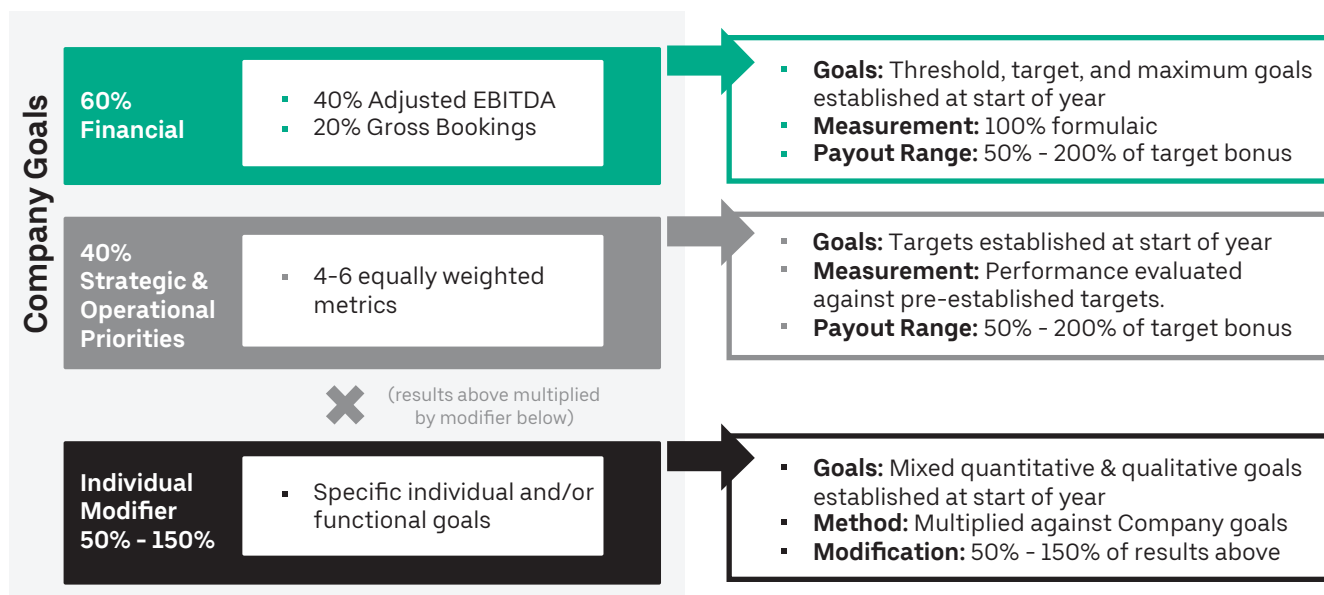 Company Goals
60%
Financial
▪ 40% Adjusted EBITDA
▪ 20% Gross Bookings
▪ Goals: Threshold, target, and maximum goals
established at start of year
▪ Measurement: 100% formulaic
▪ Payout Range: 50% - 200% of target bonus
40%
Strategic &
Operational
Priorities
▪ 4-6 equally weighted
metrics
▪ Goals: Targets established at start of year
▪ Measurement: Performance evaluated
against pre-established targets.
▪ Payout Range: 50% - 200% of target bonus
(results above multiplied
by modifier below)
Individual
Modifier
50% - 150%
▪ Specific individual and/or
functional goals
▪ Goals: Mixed quantitative & qualitative goals
established at start of year
▪ Method: Multiplied against Company goals
▪ Modification: 50% - 150% of results above